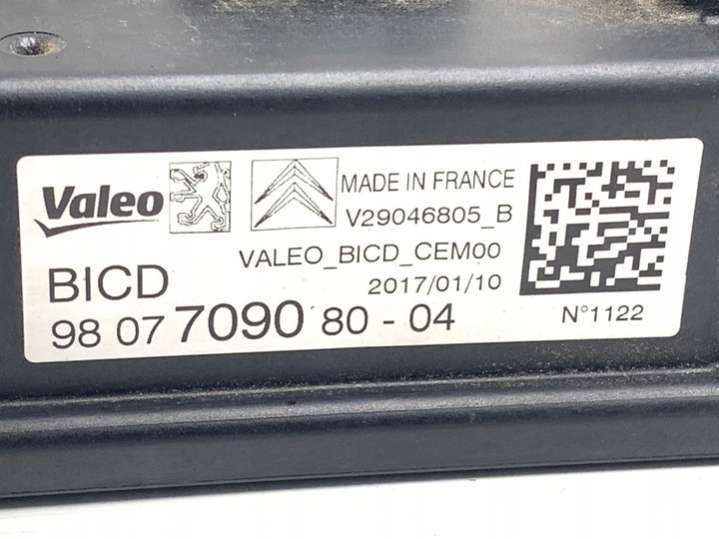 Valeo MADE IN FRANCE
V29046805_B
VALEO_BICD_CEM00
BICD 2017/01/10
98 07 7090 80 - 04 N°1122